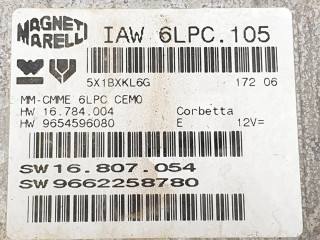 MAGNETI MARELLI
IAW 6LPC.105
5X1BXKL6G 172 06
MM-CMME 6LPC CEMO
HW 16.784.004 Corbetta
HW 9654596080 E 12V=
SW 16.807.054
SW 9662258780